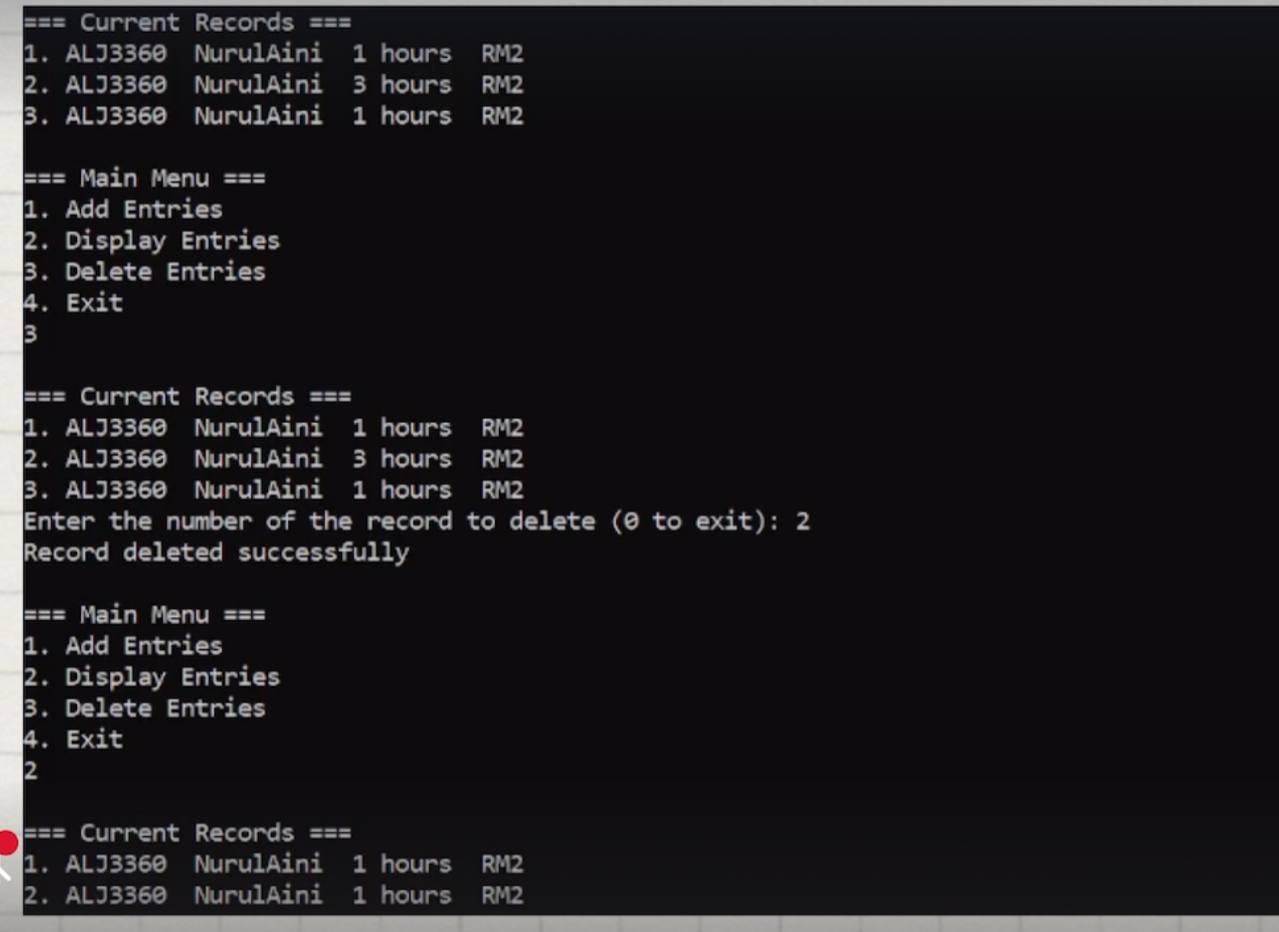 === Current Records ===
1. ALJ3360  NurulAini  1 hours  RM2
2. ALJ3360  NurulAini  3 hours  RM2
3. ALJ3360  NurulAini  1 hours  RM2
=== Main Menu ===
1. Add Entries
2. Display Entries
3. Delete Entries
4. Exit
3
=== Current Records ===
1. ALJ3360  NurulAini  1 hours  RM2
2. ALJ3360  NurulAini  3 hours  RM2
3. ALJ3360  NurulAini  1 hours  RM2
Enter the number of the record to delete (0 to exit): 2
Record deleted successfully
=== Main Menu ===
1. Add Entries
2. Display Entries
3. Delete Entries
4. Exit
2
=== Current Records ===
1. ALJ3360  NurulAini  1 hours  RM2
2. ALJ3360  NurulAini  1 hours  RM2